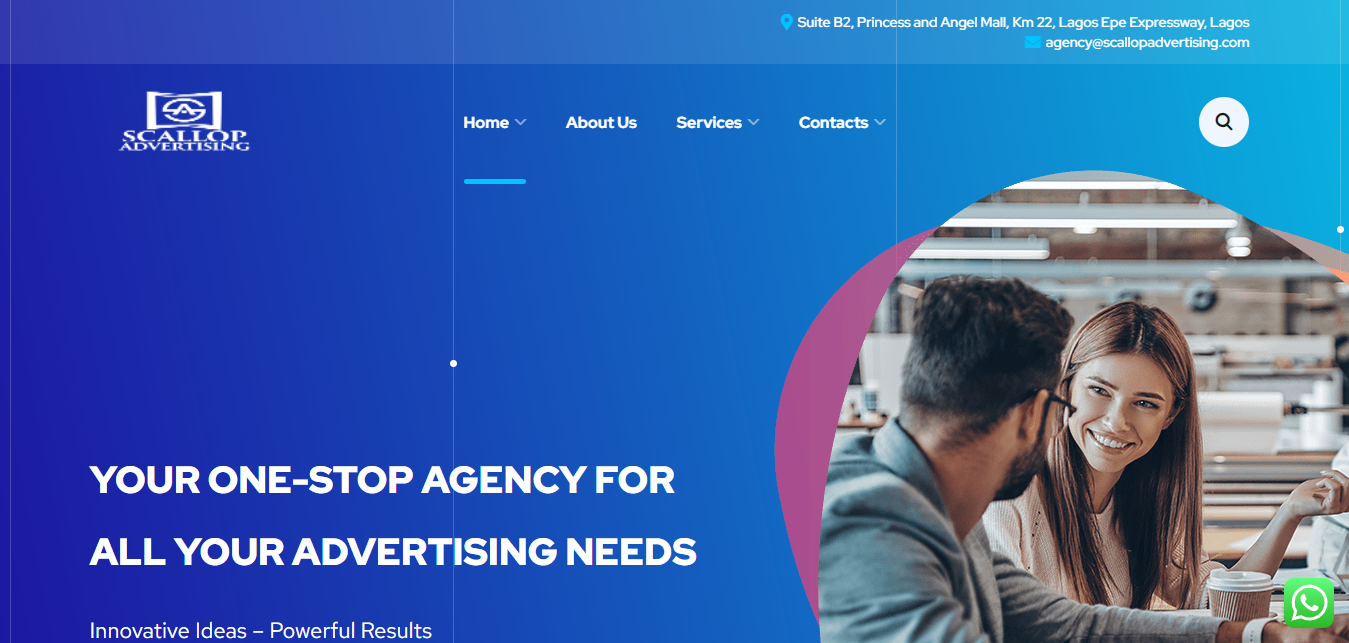 Suite B2, Princess and Angel Mall, Km 22, Lagos Epe Expressway, Lagos
agency@scallopadvertising.com
SCALLOP
ADVERTISING
Home
About Us
Services
Contacts
YOUR ONE-STOP AGENCY FOR
ALL YOUR ADVERTISING NEEDS
Innovative Ideas – Powerful Results